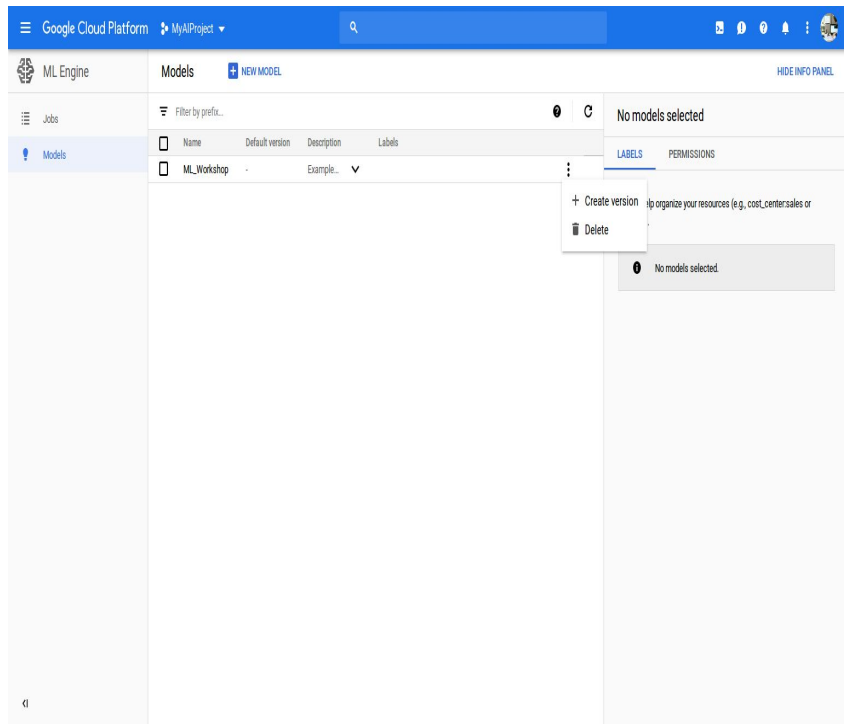 Google Cloud Platform MyAIProject
ML Engine
Models NEW MODEL HIDE INFO PANEL
Jobs
Models
Filter by prefix...
Name Default version Description Labels
ML_Workshop - Example...
Create version
Delete
No models selected
LABELS PERMISSIONS
organize your resources (e.g., cost_center:sales or
No models selected.